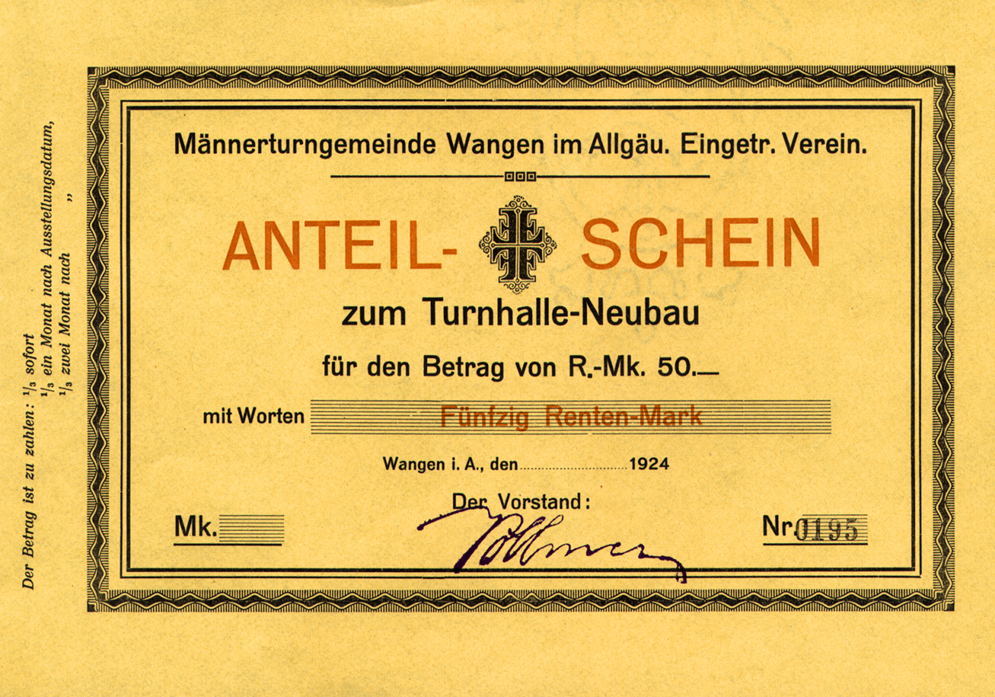 Männerturngemeinde Wangen im Allgäu. Eingetr. Verein.
ANTEIL-SCHEIN
zum Turnhalle-Neubau
für den Betrag von R.-Mk. 50.—
mit Worten Fünfzig Renten-Mark
Wangen i. A., den 1924
Der Vorstand:
Vollmer
Mk. Nr. 0195
Der Betrag ist zu zahlen: 1/3 sofort
1/3 ein Monat nach Ausstellungsdatum,
1/3 zwei Monat nach „